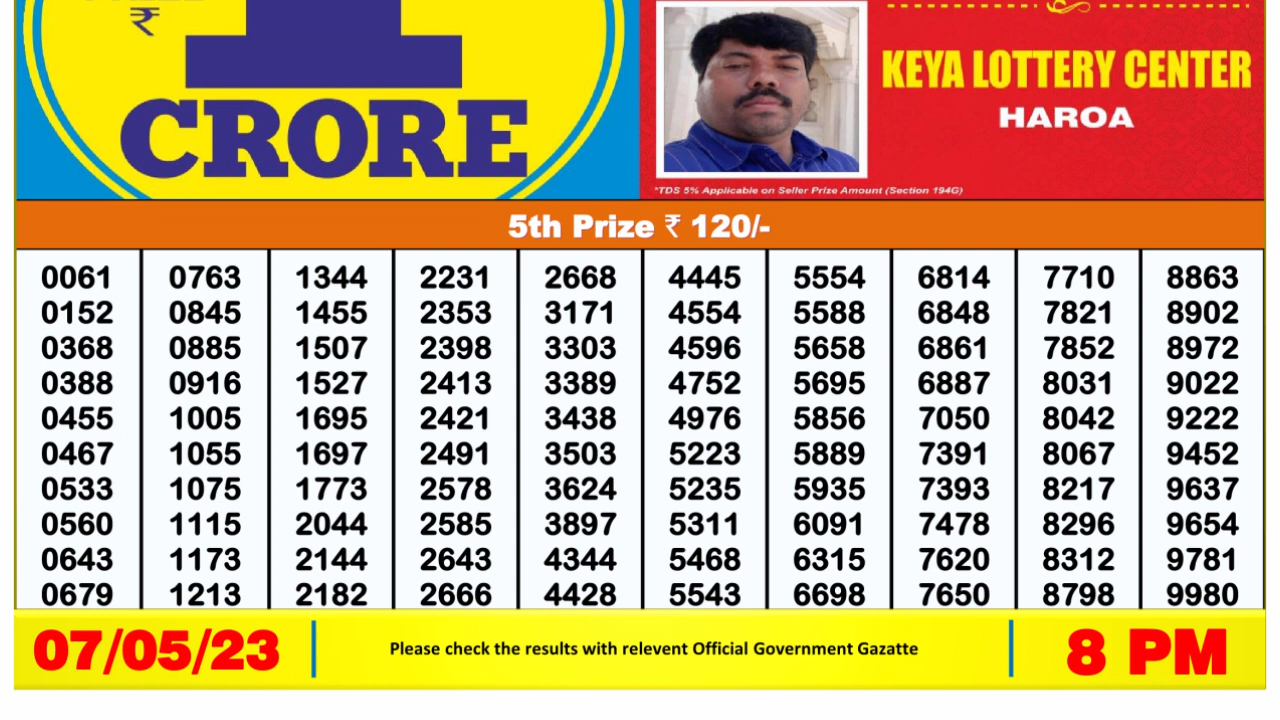 ₹
1
CRORE
KEYA LOTTERY CENTER
HAROA
*TDS 5% Applicable on Seller Prize Amount (Section 194G)
5th Prize ₹ 120/-
0061 0763 1344 2231 2668 4445 5554 6814 7710 8863
0152 0845 1455 2353 3171 4554 5588 6848 7821 8902
0368 0885 1507 2398 3303 4596 5658 6861 7852 8972
0388 0916 1527 2413 3389 4752 5695 6887 8031 9022
0455 1005 1695 2421 3438 4976 5856 7050 8042 9222
0467 1055 1697 2491 3503 5223 5889 7391 8067 9452
0533 1075 1773 2578 3624 5235 5935 7393 8217 9637
0560 1115 2044 2585 3897 5311 6091 7478 8296 9654
0643 1173 2144 2643 4344 5468 6315 7620 8312 9781
0679 1213 2182 2666 4428 5543 6698 7650 8798 9980
07/05/23 Please check the results with relevent Official Government Gazatte 8 PM